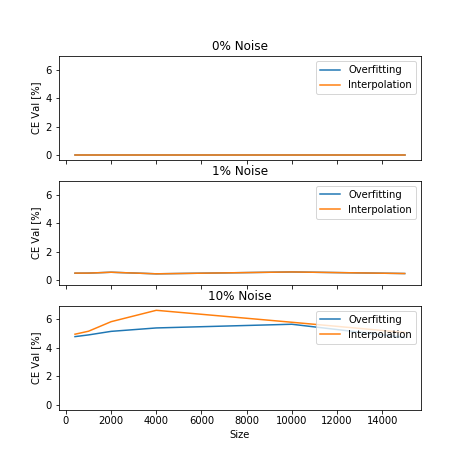 0% Noise
6
4
2
0
CE Val [%]
Overfitting
Interpolation
1% Noise
6
4
2
0
CE Val [%]
Overfitting
Interpolation
10% Noise
6
4
2
0
CE Val [%]
Overfitting
Interpolation
0 2000 4000 6000 8000 10000 12000 14000
Size